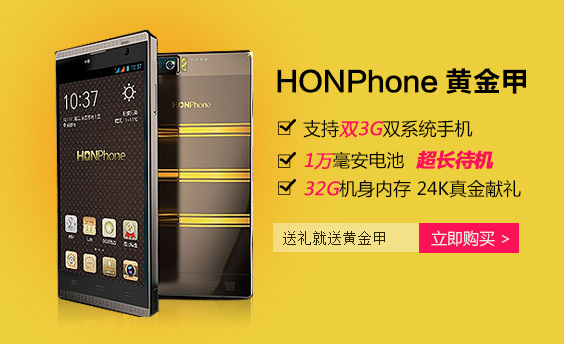 HONPhone 黄金甲
支持双3G双系统手机
1万毫安电池 超长待机
32G机身内存 24K真金献礼
送礼就送黄金甲
立即购买 >
10:37
10:37
HONPhone
HONPhone